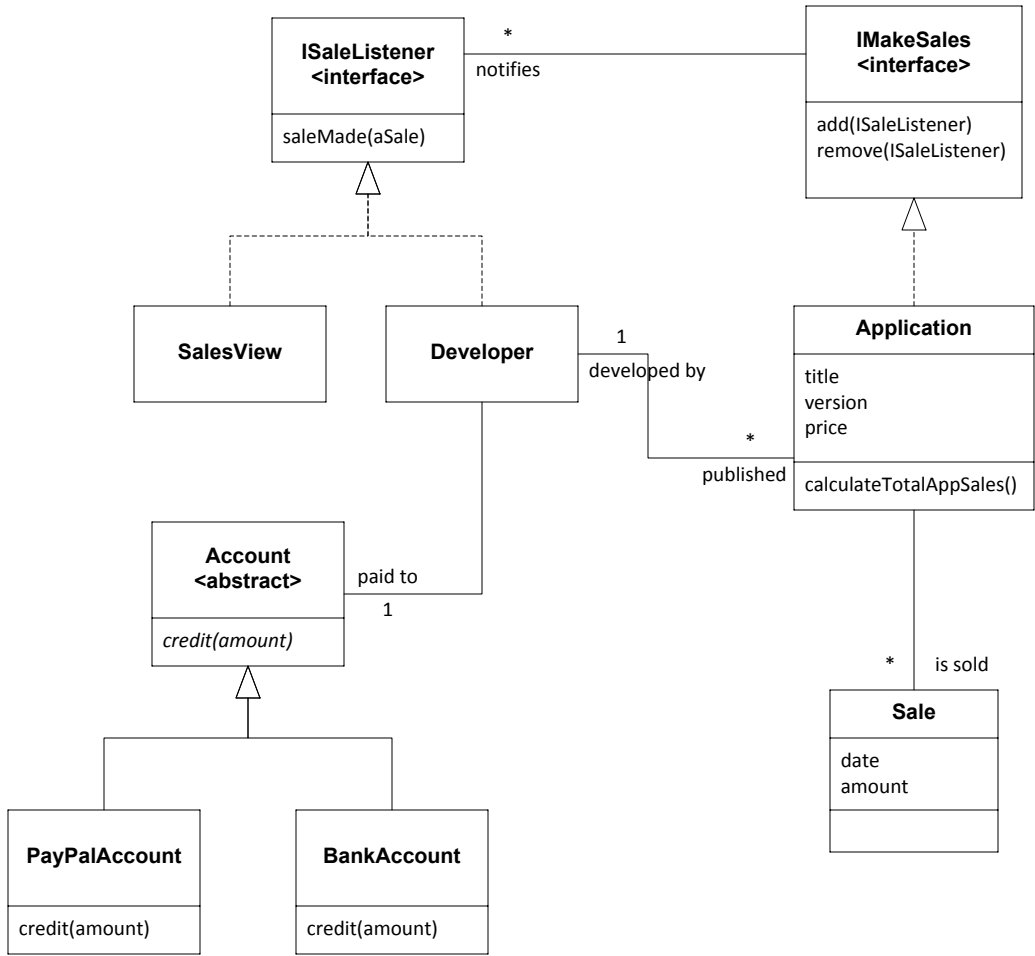 ISaleListener
<interface>
saleMade(aSale)
*
notifies
IMakeSales
<interface>
add(ISaleListener)
remove(ISaleListener)
SalesView
Developer
1
developed by
*
published
Application
title
version
price
calculateTotalAppSales()
Account
<abstract>
credit(amount)
paid to
1
* is sold
Sale
date
amount
PayPalAccount
credit(amount)
BankAccount
credit(amount)